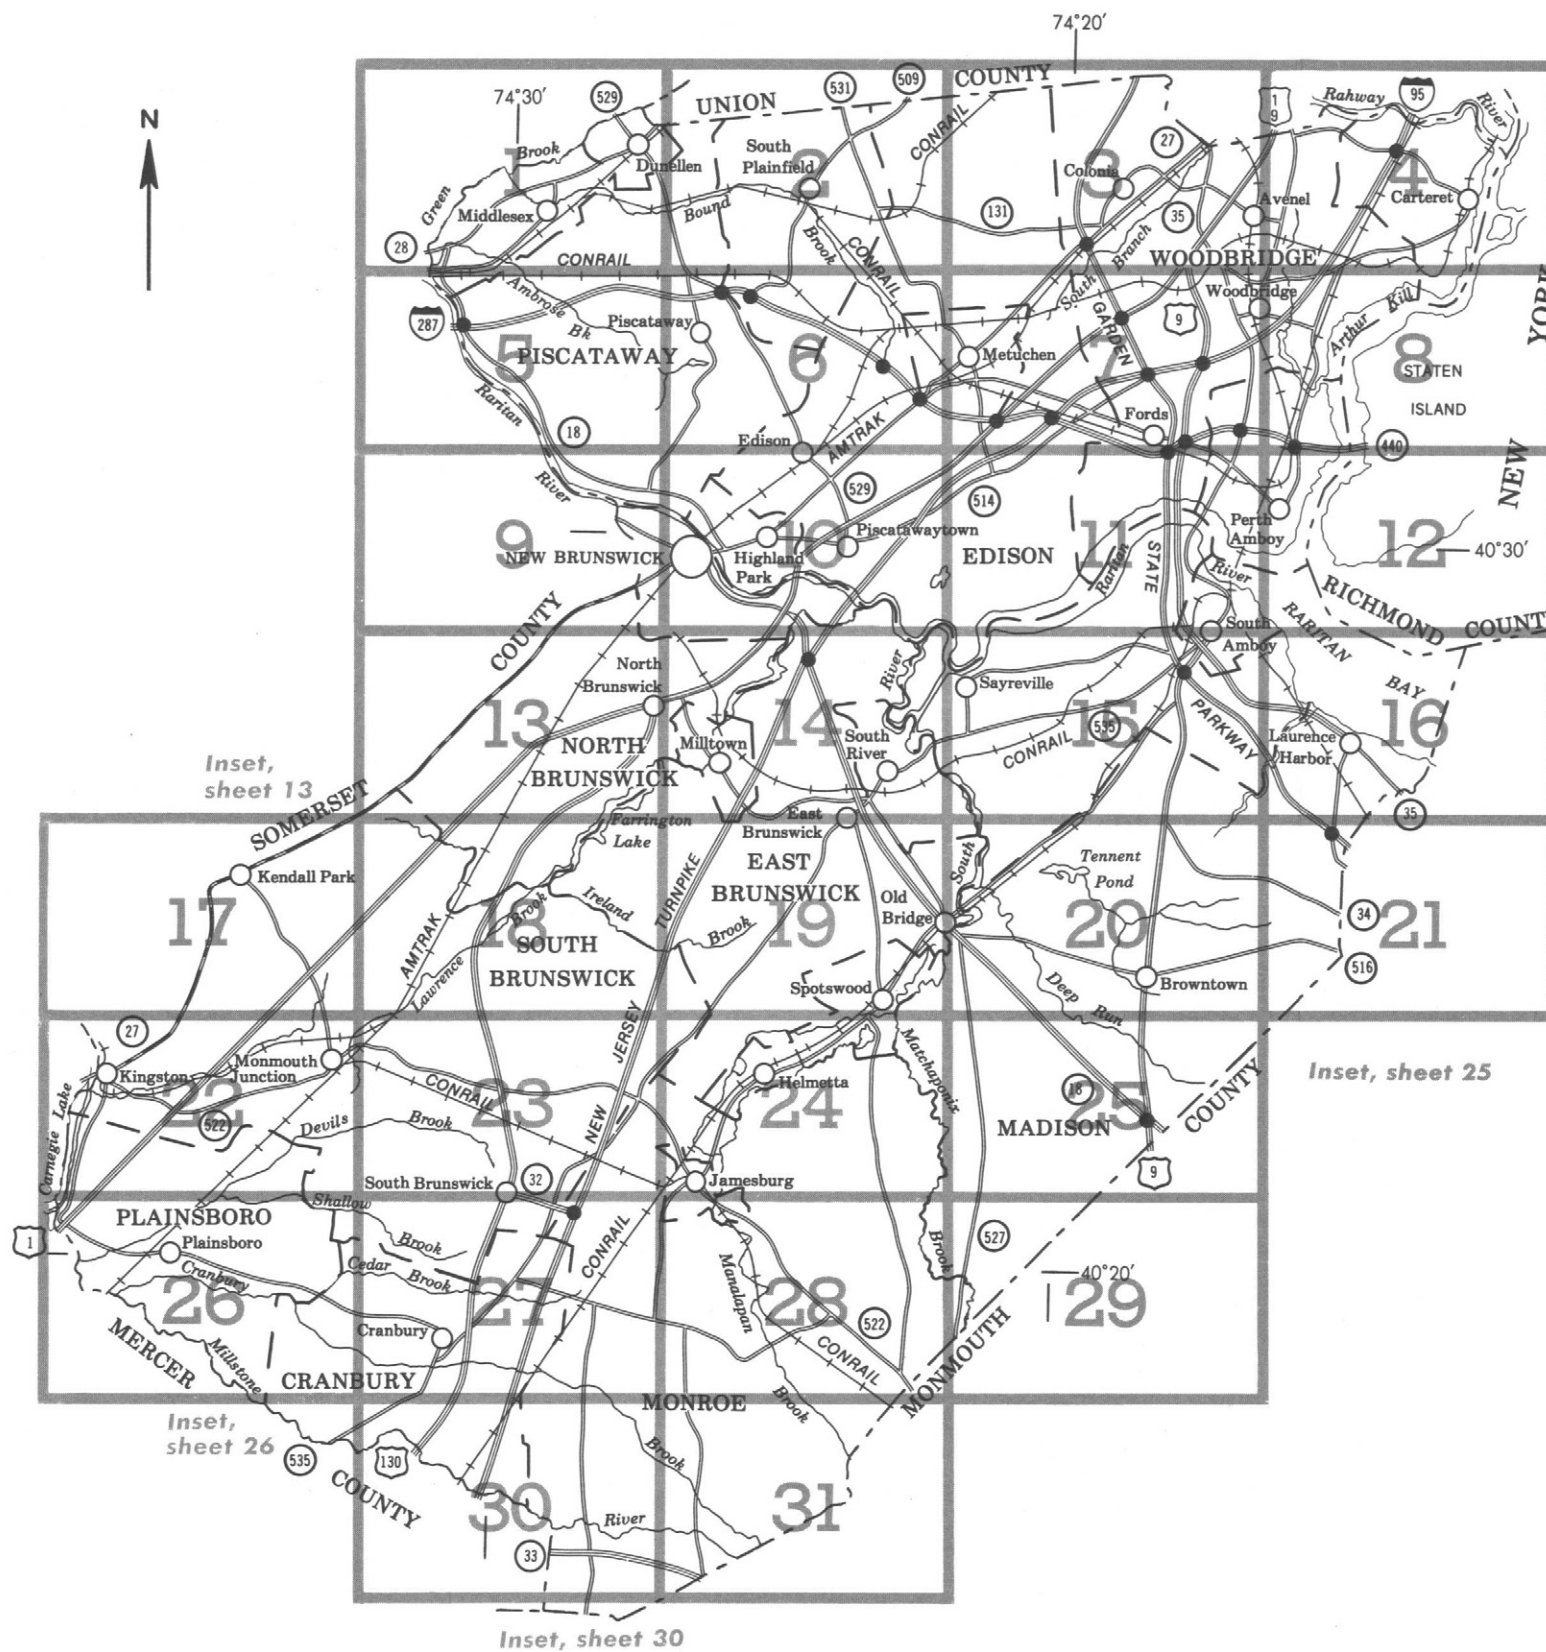 74°20'
74°30'
N
529
UNION
531
509
COUNTY
1
9
Rahway
95
River
Brook
1
Dunellen
South
Plainfield
2
CONRAIL
27
3
Colonia
4
Green
Middlesex
Bound
131
35
Avenel
Carteret
28
CONRAIL
Brook
CONRAIL
South Branch
WOODBRIDGE
Ambrose
Bk
287
Piscataway
Woodbridge
9
GARDEN
Arthur Kill
YORK
5
PISCATAWAY
6
Metuchen
7
8
STATEN
ISLAND
Raritan
18
Edison
AMTRAK
Fords
440
NEW
River
529
514
9
NEW BRUNSWICK
10
Highland
Park
Piscatawaytown
EDISON
11
Raritan
STATE
River
Perth
Amboy
12
40°30'
RICHMOND
COUNT
COUNTY
RARITAN
BAY
South
Amboy
North
Brunswick
River
Sayreville
13
14
15
16
NORTH
BRUNSWICK
Milltown
South
River
CONRAIL
535
PARKWAY
Laurence
Harbor
Inset,
sheet 13
SOMERSET
35
Farrington
Lake
East
Brunswick
Kendall Park
EAST
BRUNSWICK
TURNPIKE
South
Tennent
Pond
17
18
Brook
Ireland
Brook
19
Old
Bridge
20
34
21
AMTRAK
Lawrence
SOUTH
BRUNSWICK
516
Spotswood
Deep
Run
Browntown
27
Monmouth
Junction
JERSEY
Matchaponix
Kingston
22
522
CONRAIL
23
Helmetta
24
18
25
COUNTY
Inset, sheet 25
Carnegie Lake
Devils
Brook
NEW
MADISON
9
South Brunswick
32
Jamesburg
Shallow
Brook
PLAINSBORO
1
Plainsboro
CONRAIL
Brook
527
Cranbury
Cedar
Brook
40°20'
26
27
Manalapan
28
29
MERCER
Cranbury
522
CONRAIL
MONMOUTH
Millstone
CRANBURY
MONROE
Brook
Inset,
sheet 26
535
130
Brook
COUNTY
30
River
31
33
Inset, sheet 30